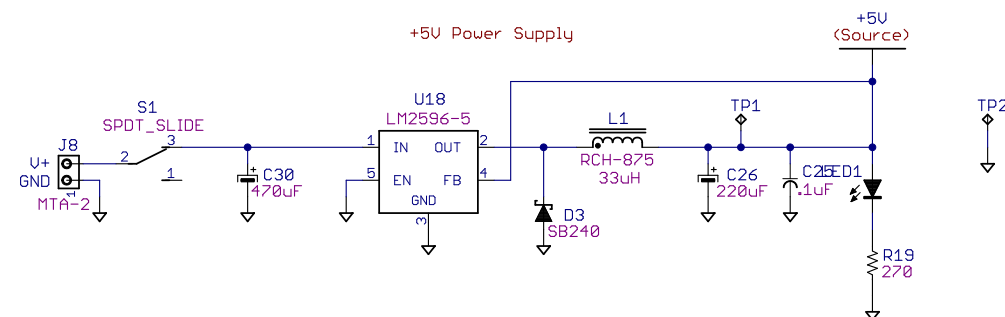 +5V Power Supply
+5V
(Source)
TP1
TP2
S1
SPDT_SLIDE
U18
LM2596-5
L1
J8
V+
GND
1
MTA-2
2
3
1
1
IN
OUT
2
5
EN
FB
4
GND
3
C30
470uF
RCH-875
33uH
D3
SB240
C26
220uF
C25
.1uF
LED1
R19
270